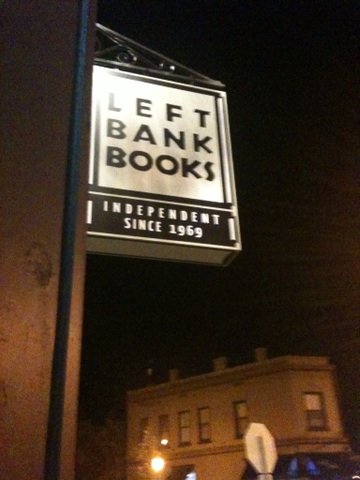 LEFT
BANK
BOOKS
INDEPENDENT
SINCE 1969